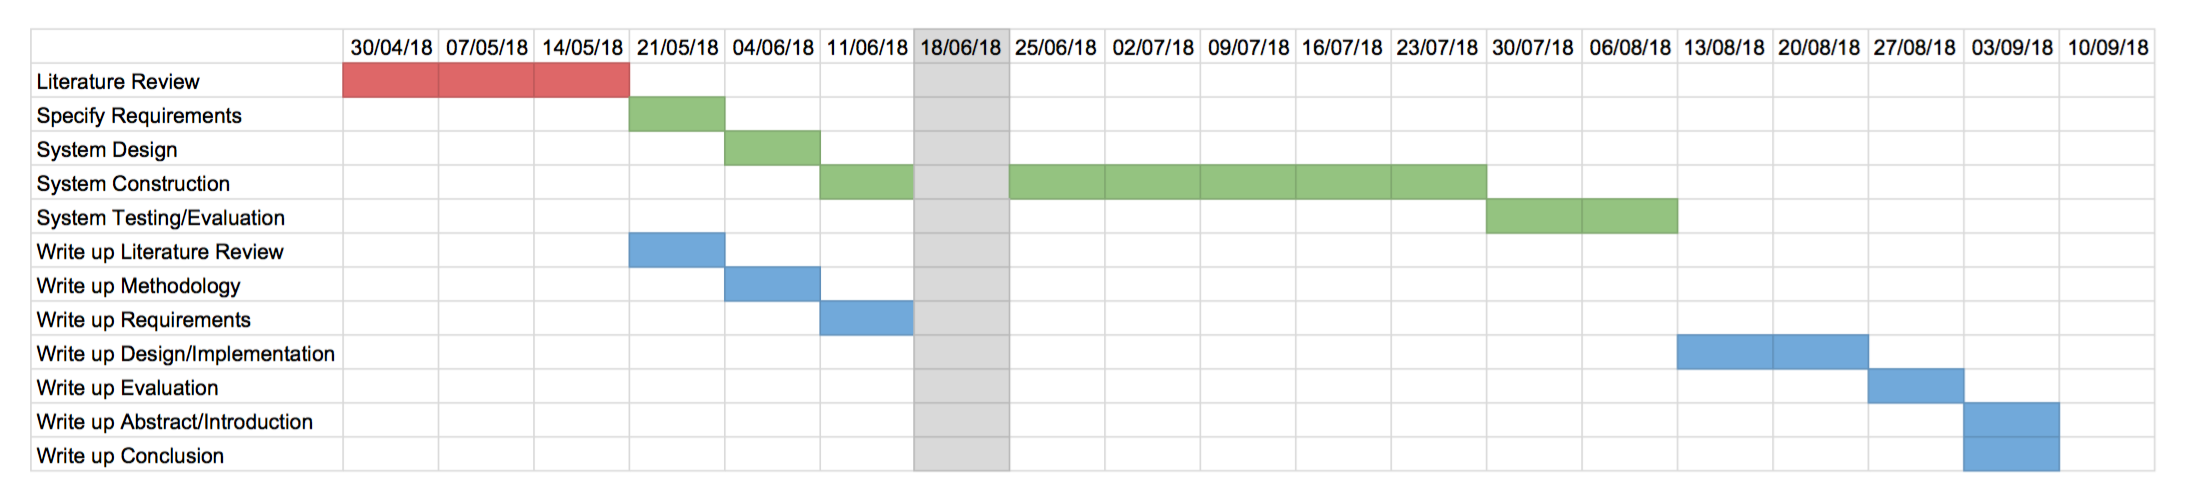 30/04/18 07/05/18 14/05/18 21/05/18 04/06/18 11/06/18 18/06/18 25/06/18 02/07/18 09/07/18 16/07/18 23/07/18 30/07/18 06/08/18 13/08/18 20/08/18 27/08/18 03/09/18 10/09/18
Literature Review
Specify Requirements
System Design
System Construction
System Testing/Evaluation
Write up Literature Review
Write up Methodology
Write up Requirements
Write up Design/Implementation
Write up Evaluation
Write up Abstract/Introduction
Write up Conclusion